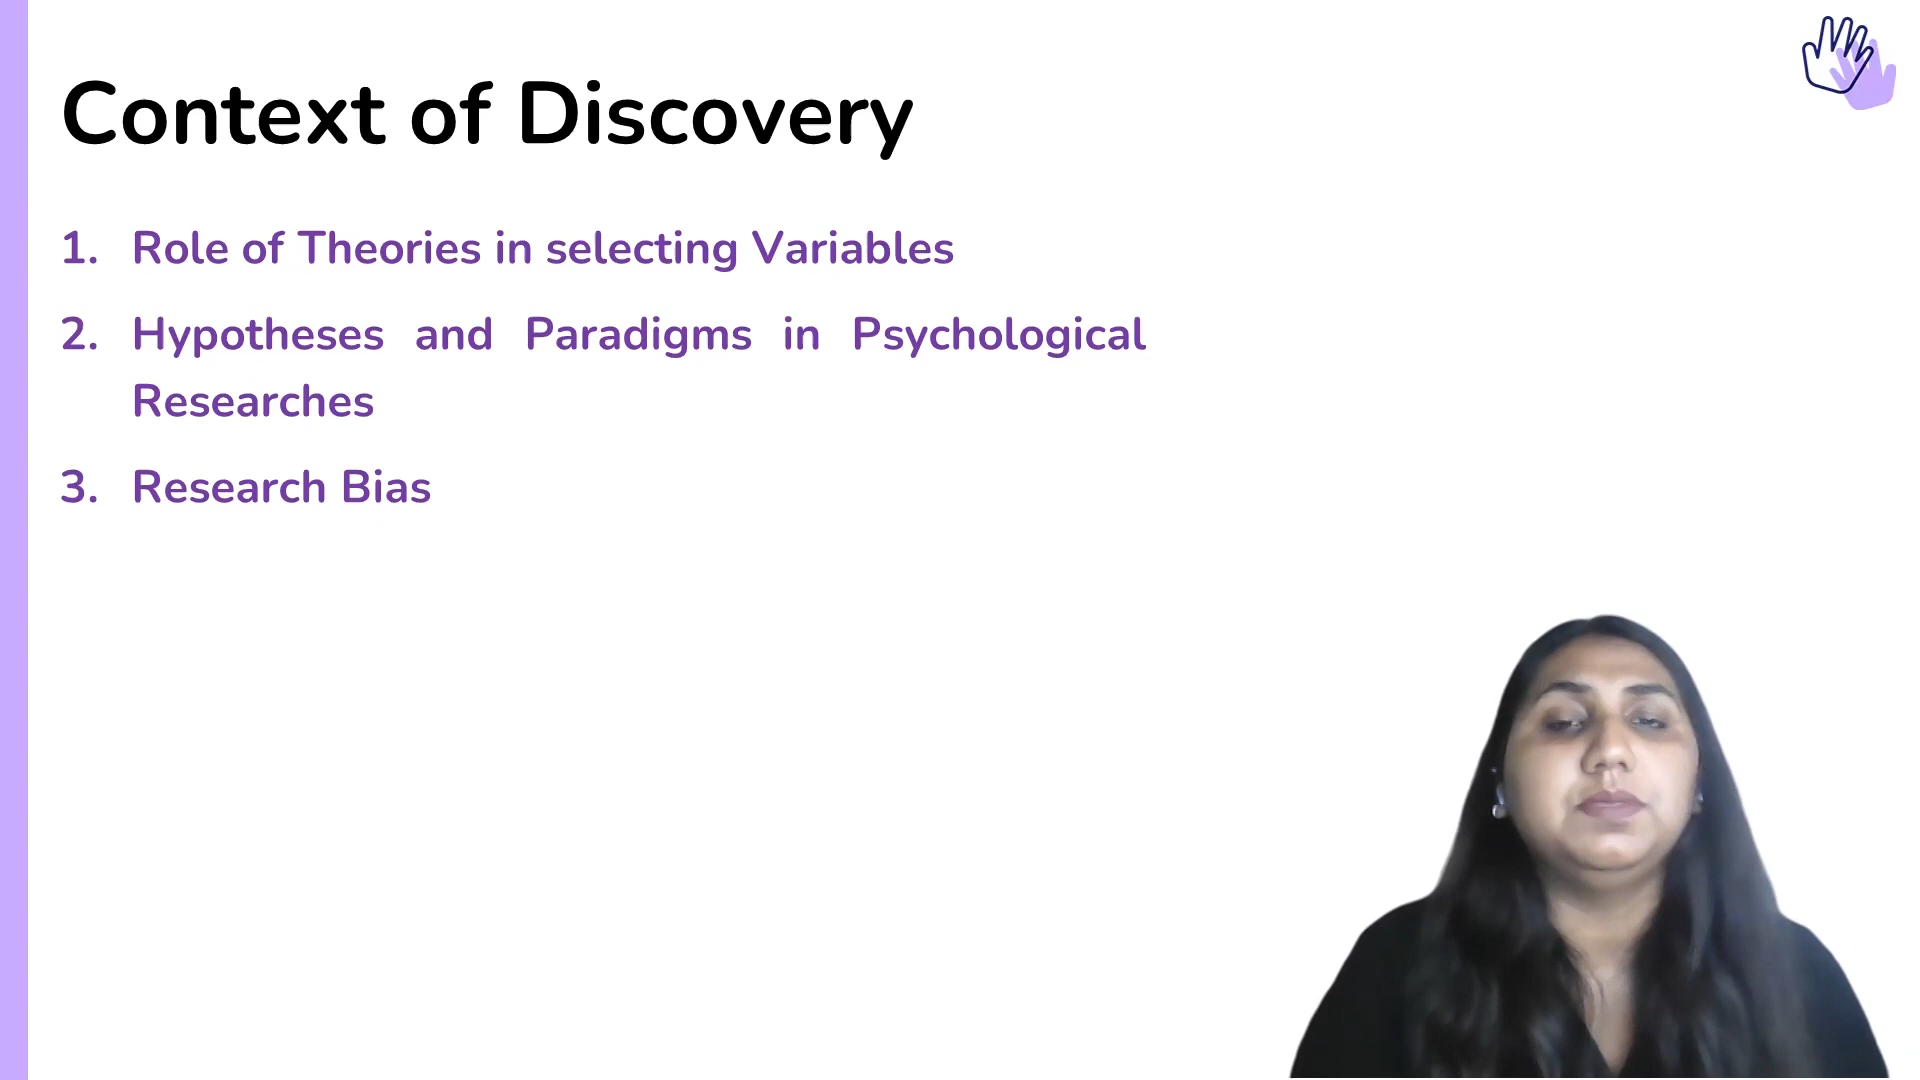 Context of Discovery
1. Role of Theories in selecting Variables
2. Hypotheses and Paradigms in Psychological
Researches
3. Research Bias